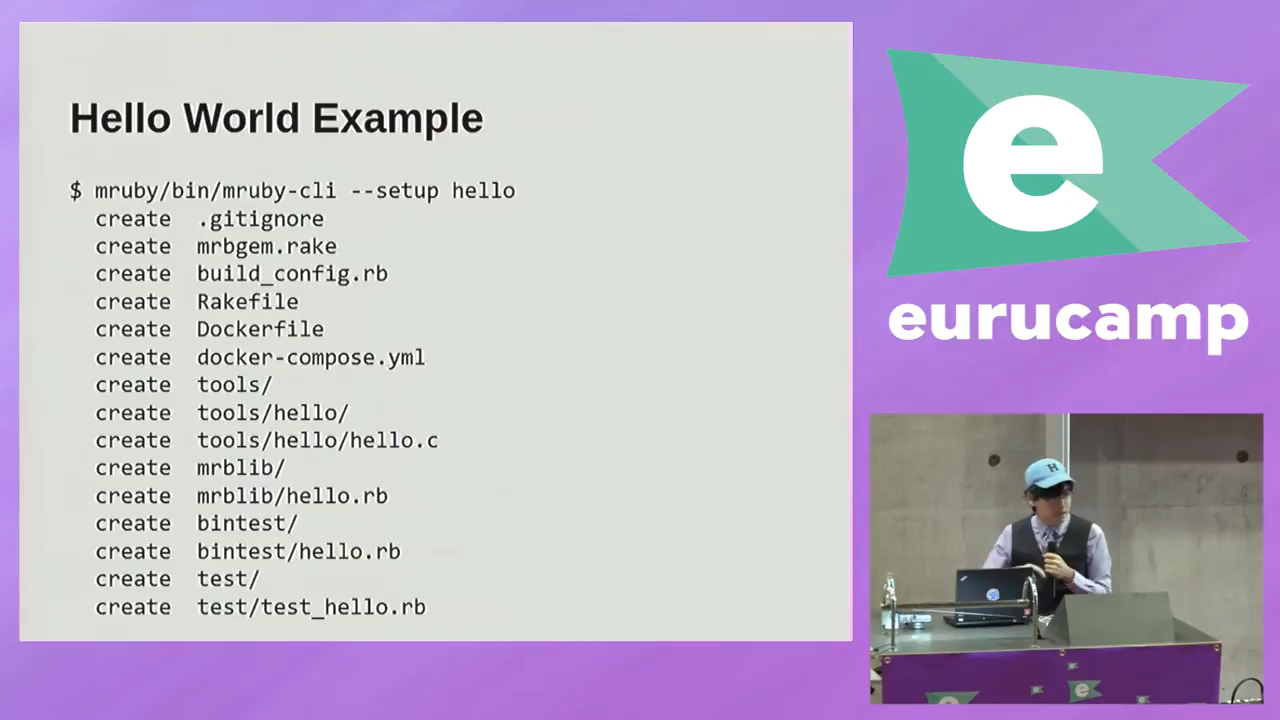 Hello World Example
$ mruby/bin/mruby-cli --setup hello
create .gitignore
create mrbgem.rake
create build_config.rb
create Rakefile
create Dockerfile
create docker-compose.yml
create tools/
create tools/hello/
create tools/hello/hello.c
create mrblib/
create mrblib/hello.rb
create bintest/
create bintest/hello.rb
create test/
create test/test_hello.rb
e
eurucamp
H
e
e